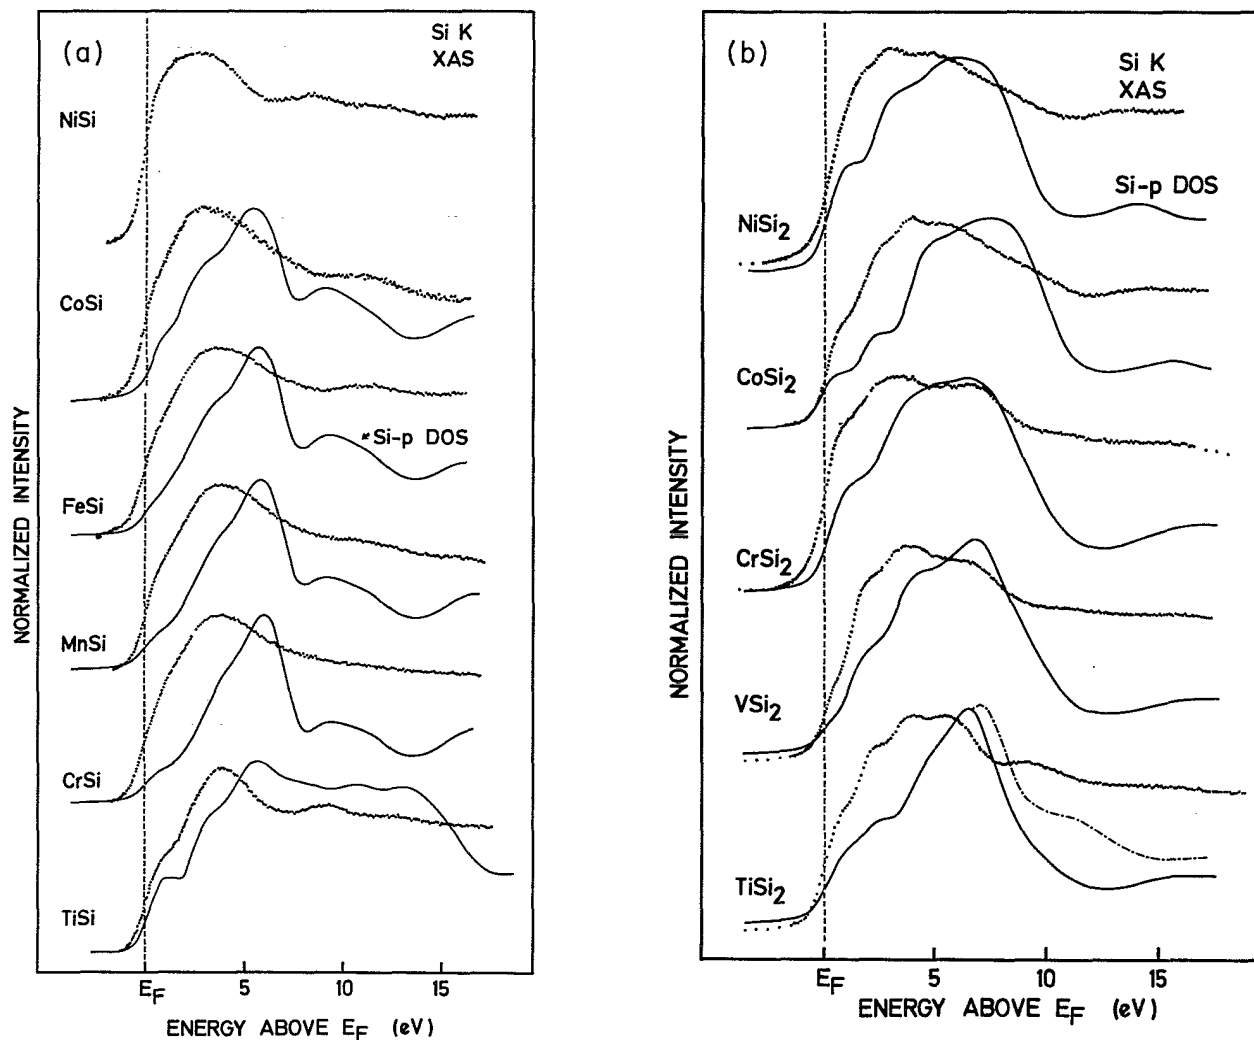 (a)
Si K
XAS
NiSi
CoSi
*Si-p DOS
FeSi
MnSi
CrSi
TiSi
NORMALIZED INTENSITY
EF 5 10 15
ENERGY ABOVE EF (eV)
(b)
Si K
XAS
Si-p DOS
NiSi2
CoSi2
CrSi2
VSi2
TiSi2
NORMALIZED INTENSITY
EF 5 10 15
ENERGY ABOVE EF (eV)